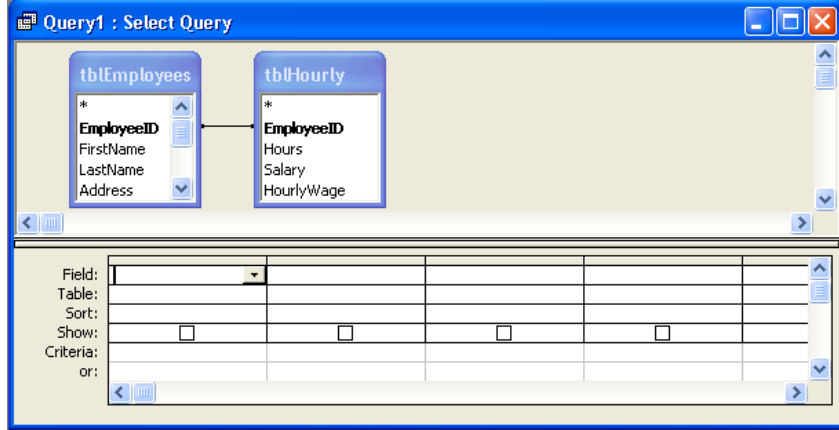 Query1 : Select Query
tblEmployees
*
EmployeeID
FirstName
LastName
Address
tblHourly
*
EmployeeID
Hours
Salary
HourlyWage
Field:
Table:
Sort:
Show:
Criteria:
or: